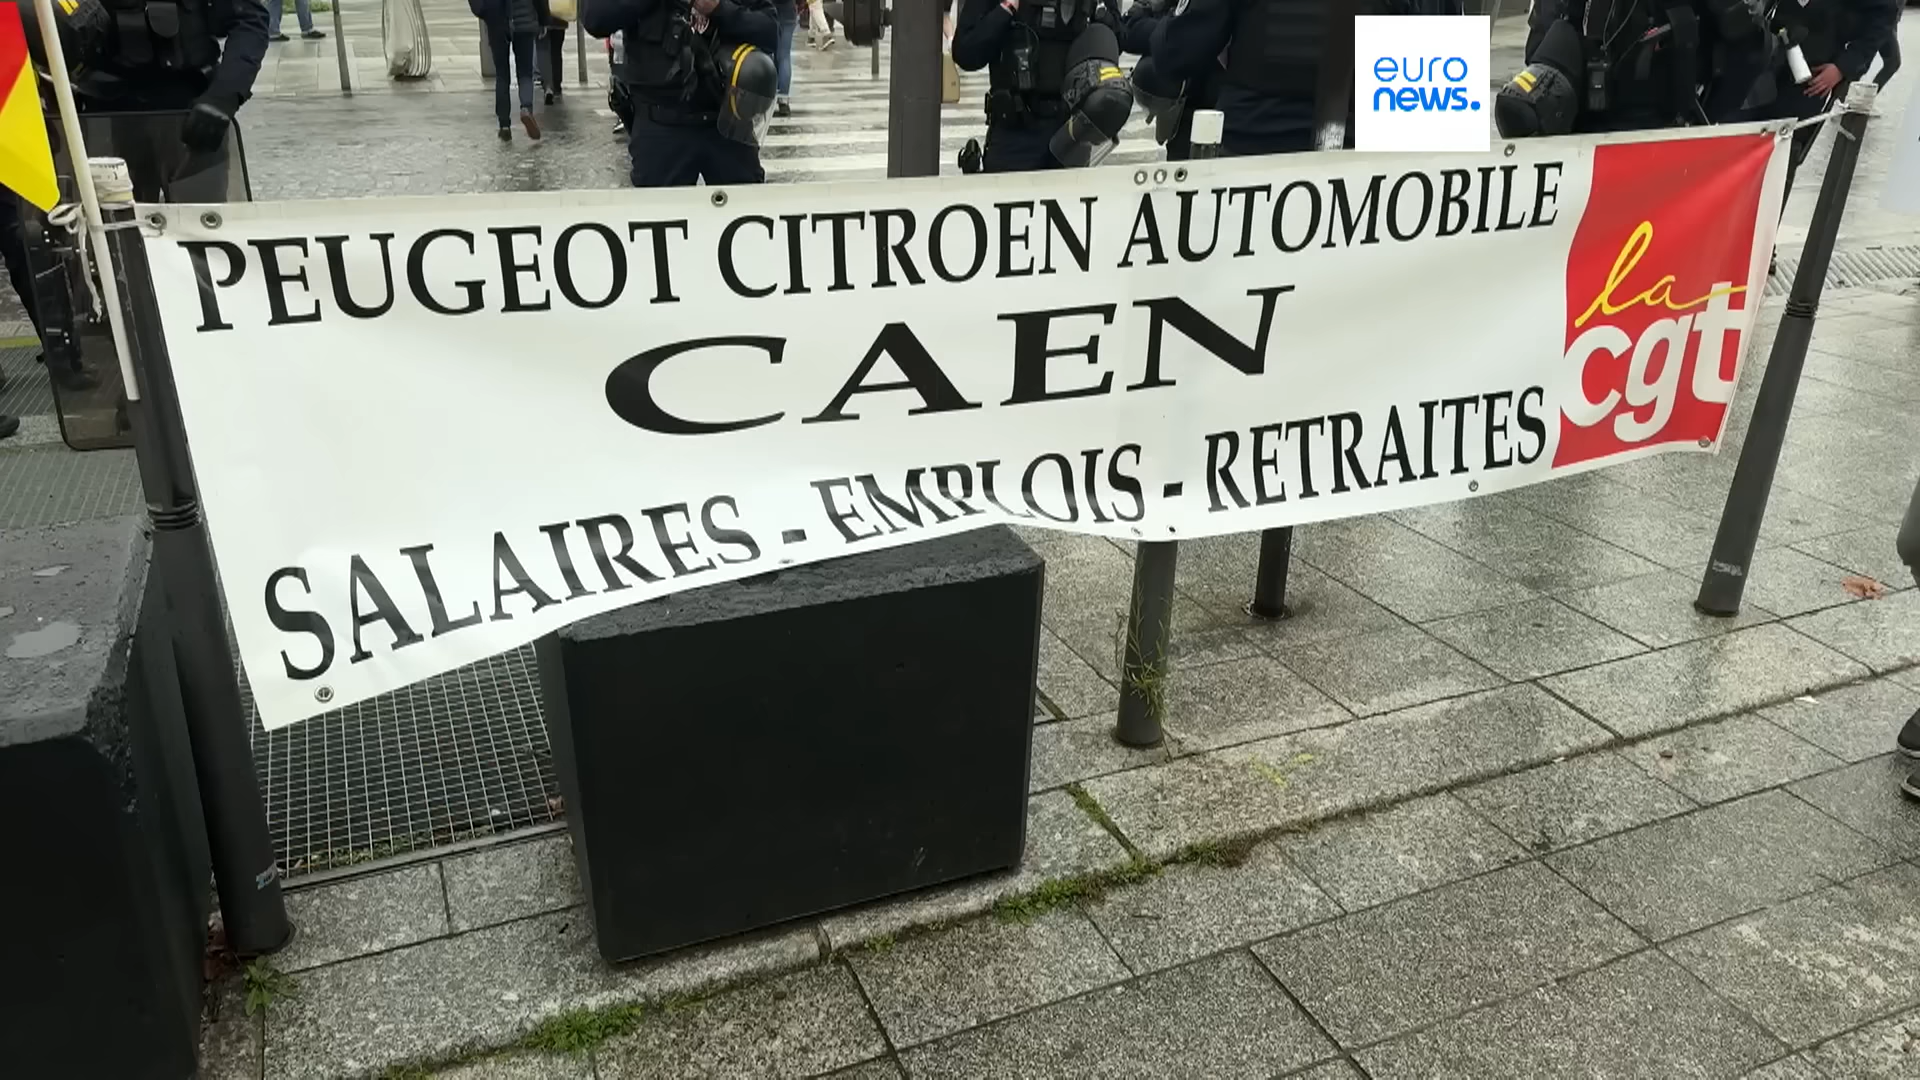 euro
news.
PEUGEOT CITROEN AUTOMOBILE
CAEN
SALAIRES - EMPLOIS - RETRAITES
la
cgt